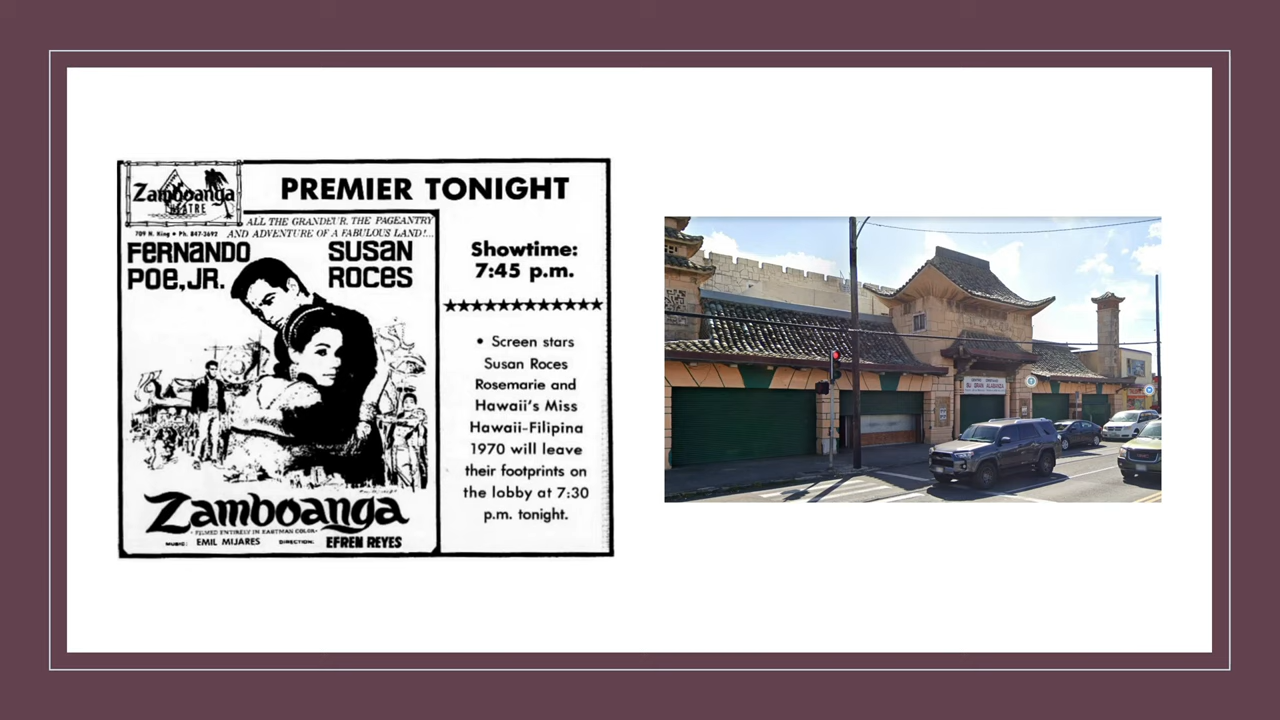 Zamboanga
THEATRE
709 N. King • Ph. 847-3692
PREMIER TONIGHT
ALL THE GRANDEUR, THE PAGEANTRY
AND ADVENTURE OF A FABULOUS LAND!...
FERNANDO
POE, JR.
SUSAN
ROCES
Zamboanga
• FILMED ENTIRELY IN EASTMAN COLOR •
MUSIC: EMIL MIJARES DIRECTION: EFREN REYES
Showtime:
7:45 p.m.
• Screen stars
Susan Roces
Rosemarie and
Hawaii's Miss
Hawaii-Filipina
1970 will leave
their footprints on
the lobby at 7:30
p.m. tonight.